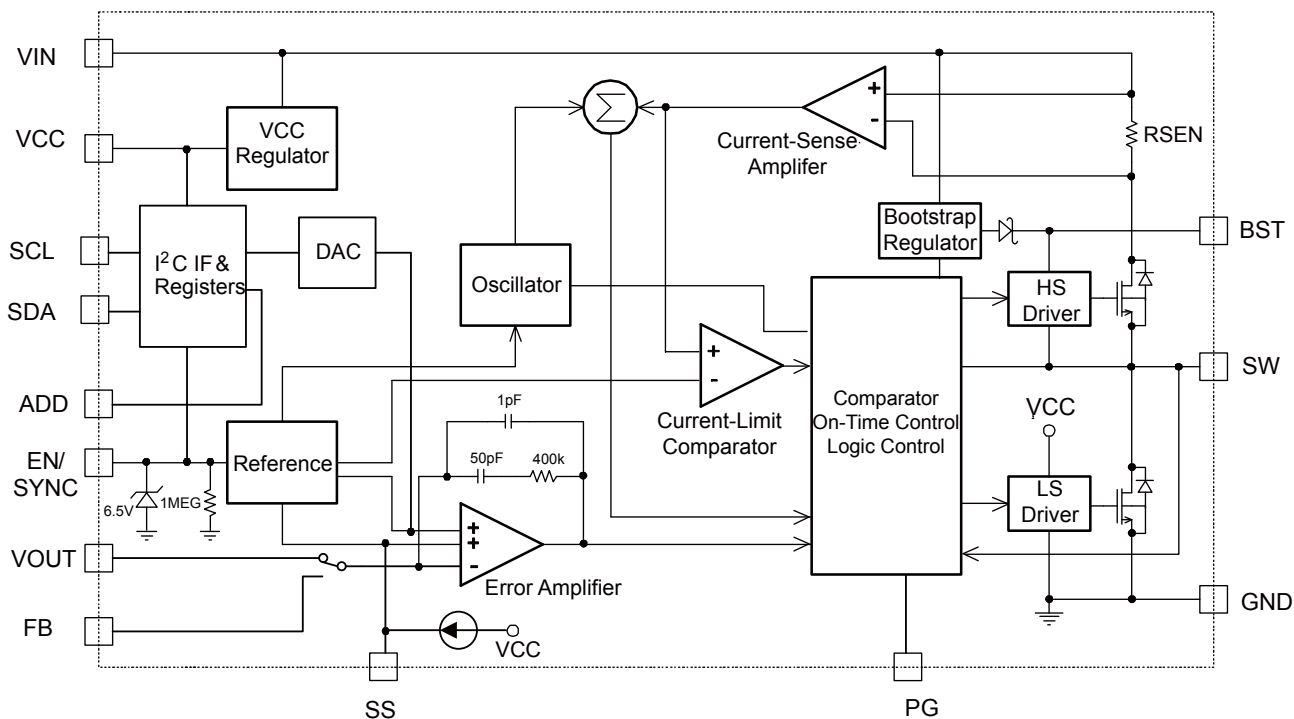 VIN
VCC
SCL
SDA
ADD
EN/
SYNC
VOUT
FB
VCC
Regulator
I²C IF &
Registers
DAC
Oscillator
Reference
6.5V
1MEG
Σ
+
-
Current-Sense
Amplifer
RSEN
Bootstrap
Regulator
BST
HS
Driver
SW
+
-
Current-Limit
Comparator
Comparator
On-Time Control
Logic Control
VCC
LS
Driver
GND
1pF
50pF
400k
+
+
-
Error Amplifier
VCC
SS
PG